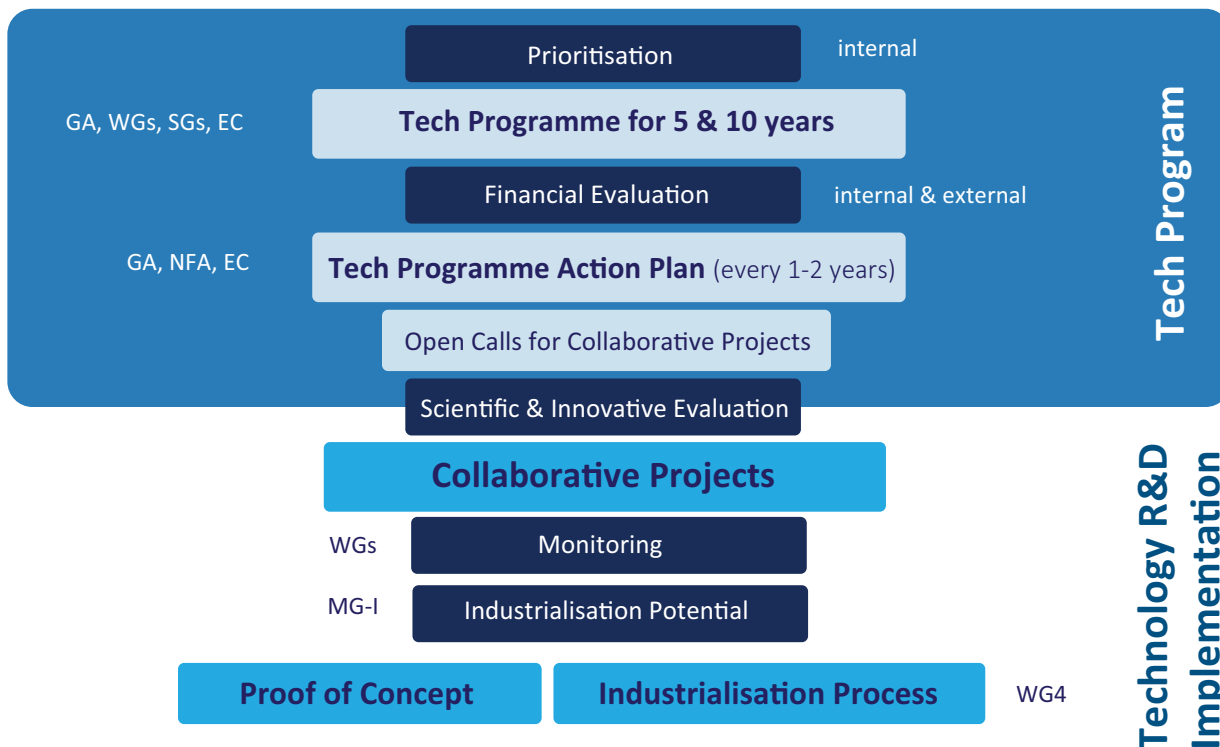 Prioritisation
internal
GA, WGs, SGs, EC
Tech Programme for 5 & 10 years
Financial Evaluation
internal & external
GA, NFA, EC
Tech Programme Action Plan (every 1-2 years)
Open Calls for Collaborative Projects
Scientific & Innovative Evaluation
Tech Program
Collaborative Projects
WGs
Monitoring
MG-I
Industrialisation Potential
Proof of Concept
Industrialisation Process
WG4
Technology R&D
Implementation